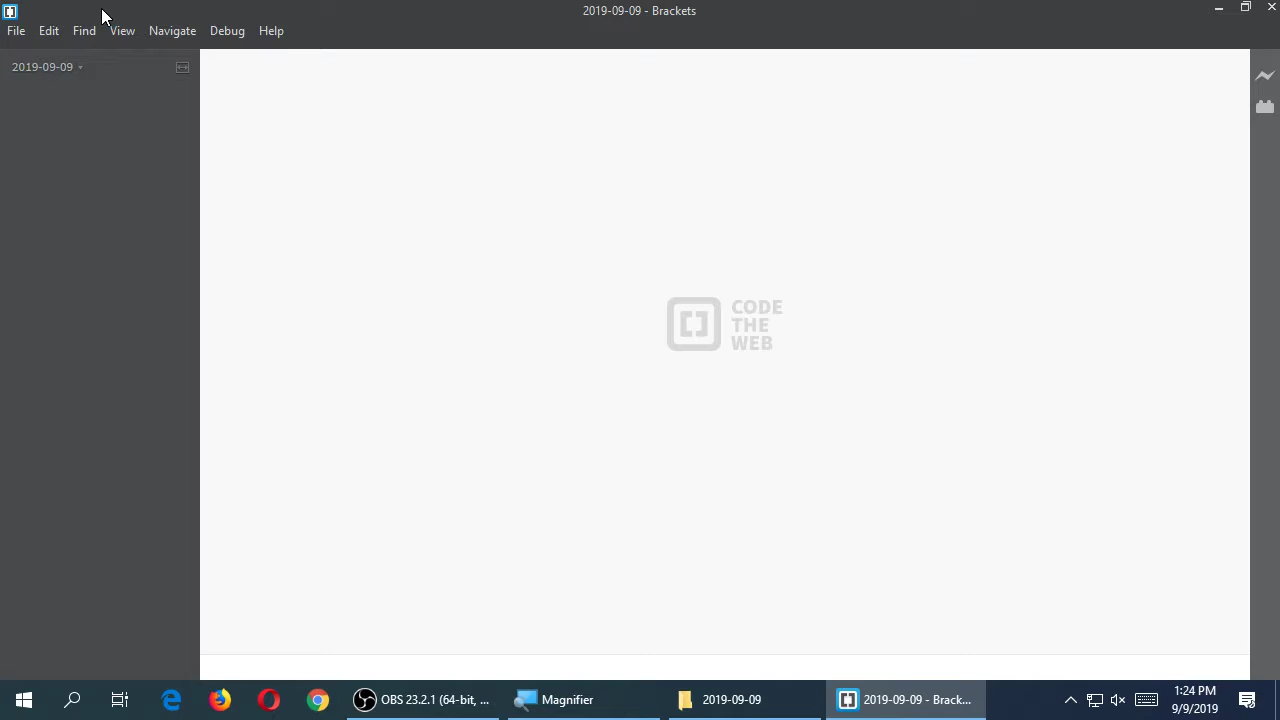 2019-09-09 - Brackets
File Edit Find View Navigate Debug Help
2019-09-09
CODE
THE
WEB
OBS 23.2.1 (64-bit, ...
Magnifier
2019-09-09
2019-09-09 - Brack...
1:24 PM
9/9/2019